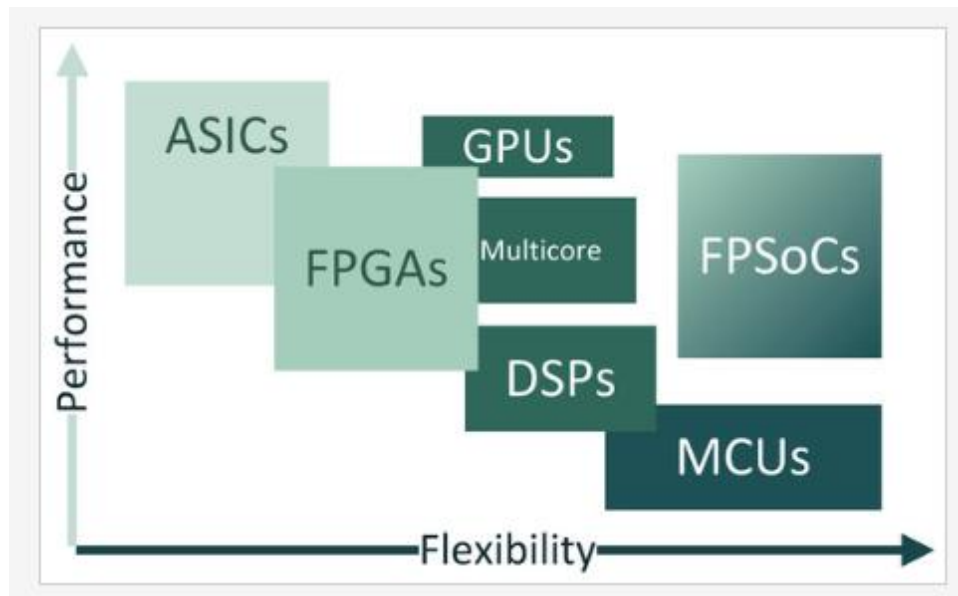 ASICs
GPUs
FPGAs
Multicore
FPSoCs
DSPs
MCUs
Performance
Flexibility